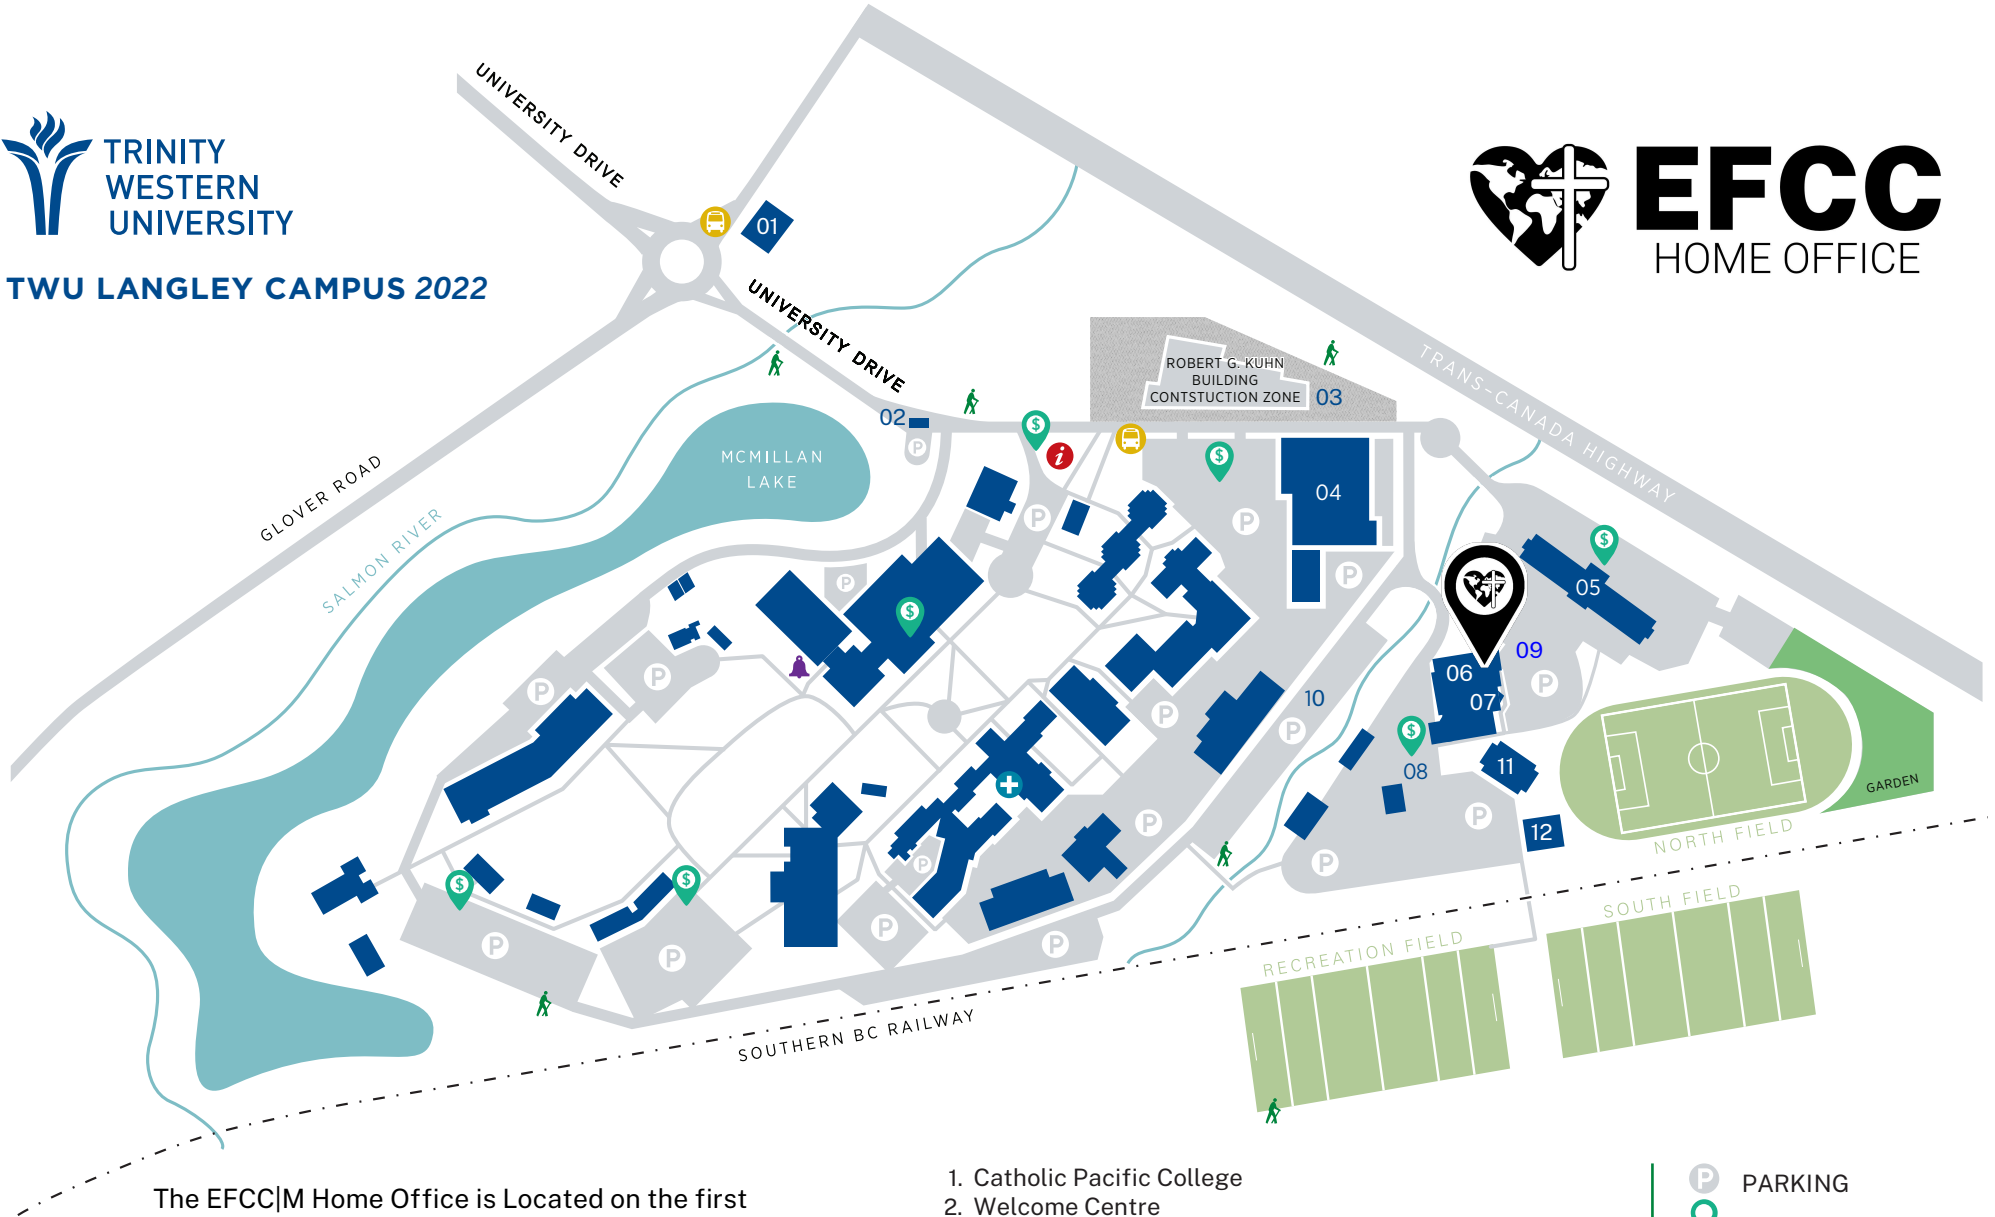 TRINITY
WESTERN
UNIVERSITY
TWU LANGLEY CAMPUS 2022
EFCC
HOME OFFICE
UNIVERSITY DRIVE
01
UNIVERSITY DRIVE
02
P
MCMILLAN
LAKE
GLOVER ROAD
SALMON RIVER
ROBERT G. KUHN
BUILDING
CONTSTUCTION ZONE
03
TRANS-CANADA HIGHWAY
$
i
$
04
P
P
P
P
$
05
$
09
06
07
P
P
P
P
10
P
$
08
11
12
P
P
P
GARDEN
NORTH FIELD
SOUTH FIELD
RECREATION FIELD
$
$
P
P
P
P
P
SOUTHERN BC RAILWAY
The EFCC|M Home Office is Located on the first
1. Catholic Pacific College
2. Welcome Centre
P PARKING